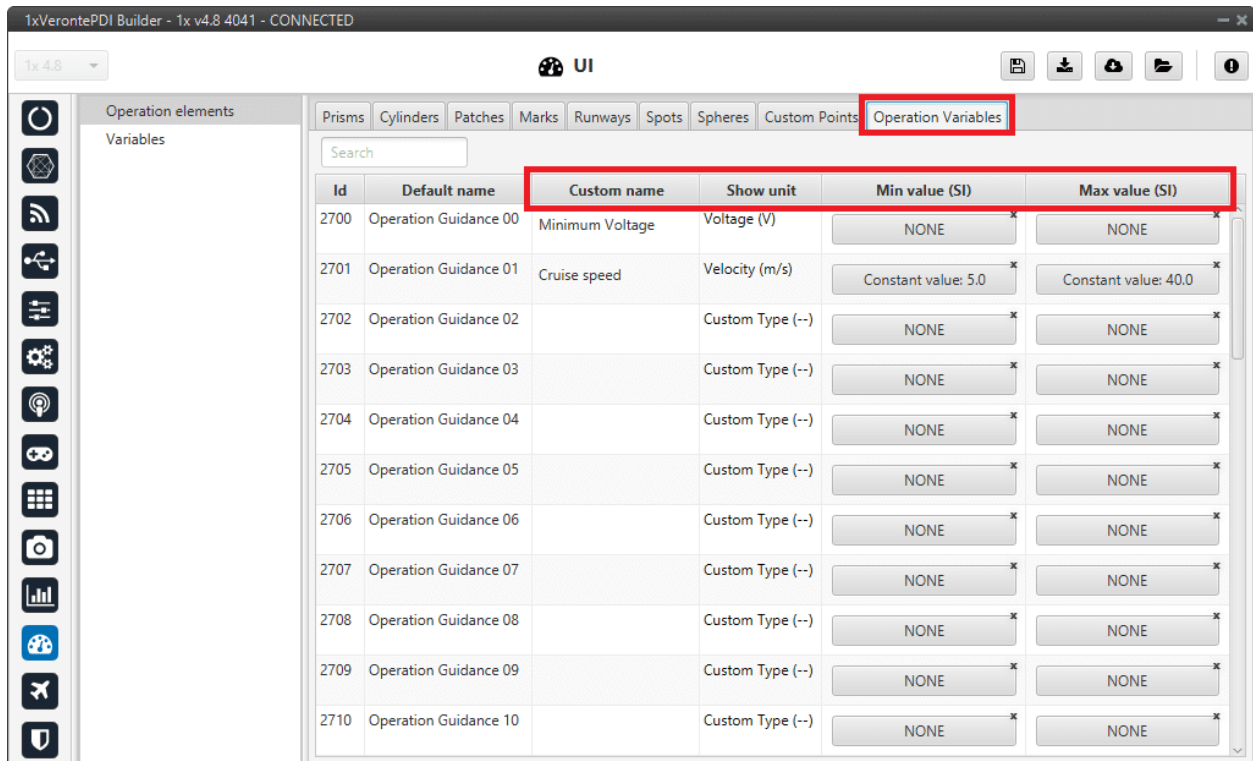 1xVerontePDI Builder - 1x v4.8 4041 - CONNECTED
1x 4.8
UI
Operation elements
Variables
Prisms Cylinders Patches Marks Runways Spots Spheres Custom Points Operation Variables
Search
Id Default name Custom name Show unit Min value (SI) Max value (SI)
2700 Operation Guidance 00 Minimum Voltage Voltage (V) NONE NONE
2701 Operation Guidance 01 Cruise speed Velocity (m/s) Constant value: 5.0 Constant value: 40.0
2702 Operation Guidance 02 Custom Type (--) NONE NONE
2703 Operation Guidance 03 Custom Type (--) NONE NONE
2704 Operation Guidance 04 Custom Type (--) NONE NONE
2705 Operation Guidance 05 Custom Type (--) NONE NONE
2706 Operation Guidance 06 Custom Type (--) NONE NONE
2707 Operation Guidance 07 Custom Type (--) NONE NONE
2708 Operation Guidance 08 Custom Type (--) NONE NONE
2709 Operation Guidance 09 Custom Type (--) NONE NONE
2710 Operation Guidance 10 Custom Type (--) NONE NONE